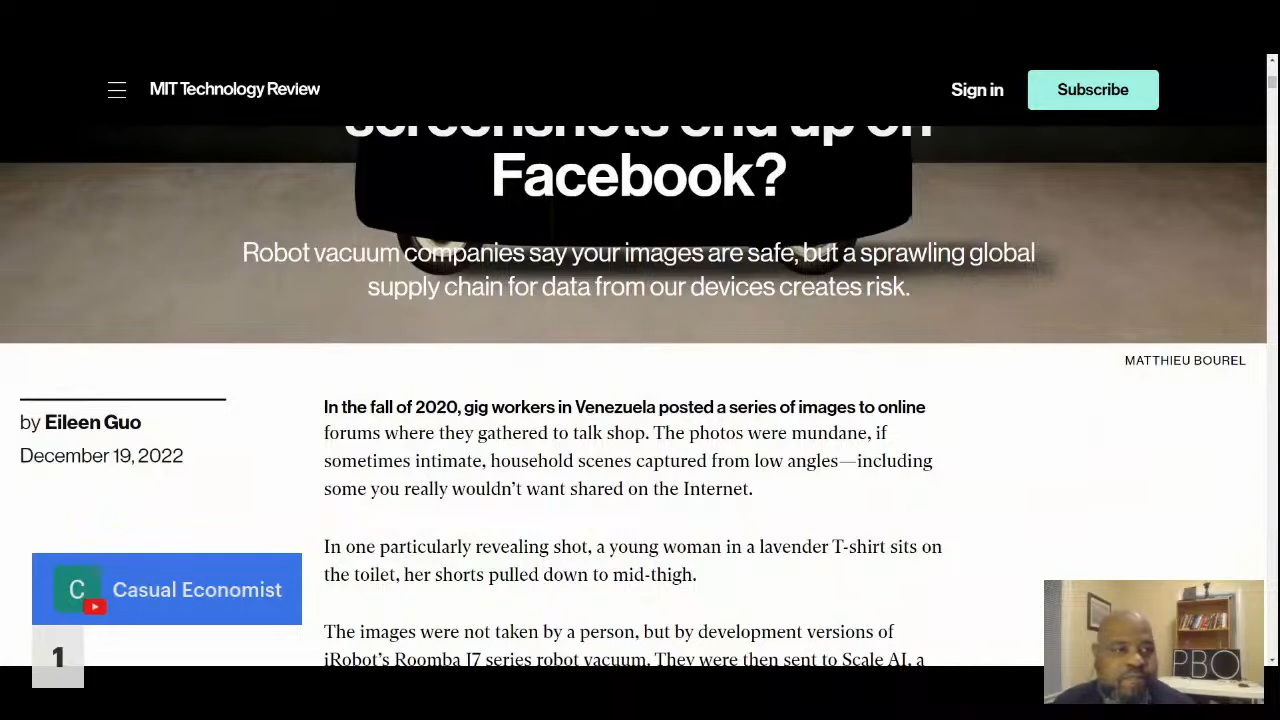 MIT Technology Review
Sign in
Subscribe
screenshots end up on
Facebook?
Robot vacuum companies say your images are safe, but a sprawling global
supply chain for data from our devices creates risk.
MATTHIEU BOUREL
by Eileen Guo
December 19, 2022
In the fall of 2020, gig workers in Venezuela posted a series of images to online
forums where they gathered to talk shop. The photos were mundane, if
sometimes intimate, household scenes captured from low angles—including
some you really wouldn't want shared on the Internet.
In one particularly revealing shot, a young woman in a lavender T-shirt sits on
the toilet, her shorts pulled down to mid-thigh.
The images were not taken by a person, but by development versions of
iRobot's Roomba J7 series robot vacuum. They were then sent to Scale AI, a
C
Casual Economist
1
PBO